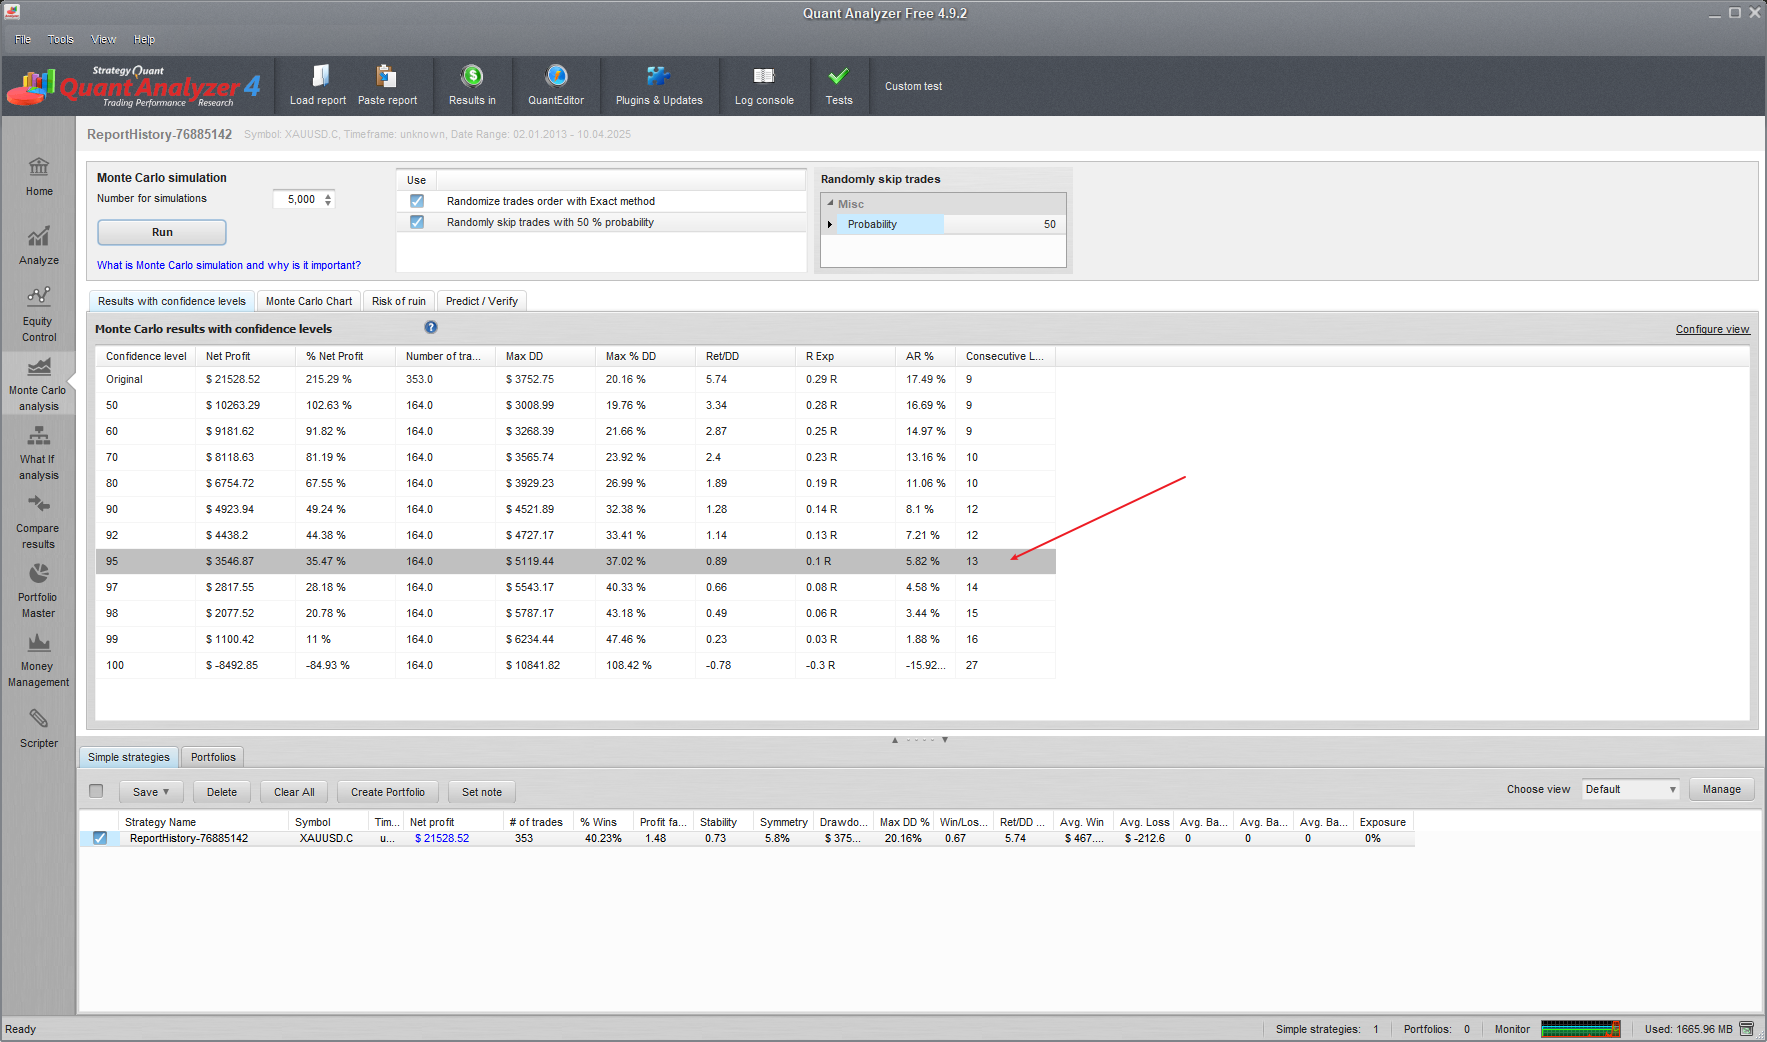 Quant Analyzer Free 4.9.2
File Tools View Help
Strategy Quant
Quant Analyzer 4
Trading Performance Research
Load report
Paste report
Results in
QuantEditor
Plugins & Updates
Log console
Tests
Custom test
ReportHistory-76885142 Symbol: XAUUSD.C, Timeframe: unknown, Date Range: 02.01.2013 - 10.04.2025
Home
Analyze
Equity
Control
Monte Carlo
analysis
What If
analysis
Compare
results
Portfolio
Master
Money
Management
Scripter
Monte Carlo simulation
Number for simulations 5,000
Run
What is Monte Carlo simulation and why is it important?
Use
Randomize trades order with Exact method
Randomly skip trades with 50 % probability
Randomly skip trades
Misc
Probability 50
Results with confidence levels Monte Carlo Chart Risk of ruin Predict / Verify
Monte Carlo results with confidence levels ? Configure view
Confidence level Net Profit % Net Profit Number of tra... Max DD Max % DD Ret/DD R Exp AR % Consecutive L...
Original $ 21528.52 215.29 % 353.0 $ 3752.75 20.16 % 5.74 0.29 R 17.49 % 9
50 $ 10263.29 102.63 % 164.0 $ 3008.99 19.76 % 3.34 0.28 R 16.69 % 9
60 $ 9181.62 91.82 % 164.0 $ 3268.39 21.66 % 2.87 0.25 R 14.97 % 9
70 $ 8118.63 81.19 % 164.0 $ 3565.74 23.92 % 2.4 0.23 R 13.16 % 10
80 $ 6754.72 67.55 % 164.0 $ 3929.23 26.99 % 1.89 0.19 R 11.06 % 10
90 $ 4923.94 49.24 % 164.0 $ 4521.89 32.38 % 1.28 0.14 R 8.1 % 12
92 $ 4438.2 44.38 % 164.0 $ 4727.17 33.41 % 1.14 0.13 R 7.21 % 12
95 $ 3546.87 35.47 % 164.0 $ 5119.44 37.02 % 0.89 0.1 R 5.82 % 13
97 $ 2817.55 28.18 % 164.0 $ 5543.17 40.33 % 0.66 0.08 R 4.58 % 14
98 $ 2077.52 20.78 % 164.0 $ 5787.17 43.18 % 0.49 0.06 R 3.44 % 15
99 $ 1100.42 11 % 164.0 $ 6234.44 47.46 % 0.23 0.03 R 1.88 % 16
100 $ -8492.85 -84.93 % 164.0 $ 10841.82 108.42 % -0.78 -0.3 R -15.92... 27
Simple strategies Portfolios
Save Delete Clear All Create Portfolio Set note Choose view Default Manage
Strategy Name Symbol Tim... Net profit # of trades % Wins Profit fa... Stability Symmetry Drawdo... Max DD % Win/Los... Ret/DD ... Avg. Win Avg. Loss Avg. Ba... Avg. Ba... Avg. Ba... Exposure
ReportHistory-76885142 XAUUSD.C u... $ 21528.52 353 40.23% 1.48 0.73 5.8% $ 375... 20.16% 0.67 5.74 $ 467.... $ -212.6 0 0 0 0%
Ready Simple strategies: 1 Portfolios: 0 Monitor Used: 1665.96 MB